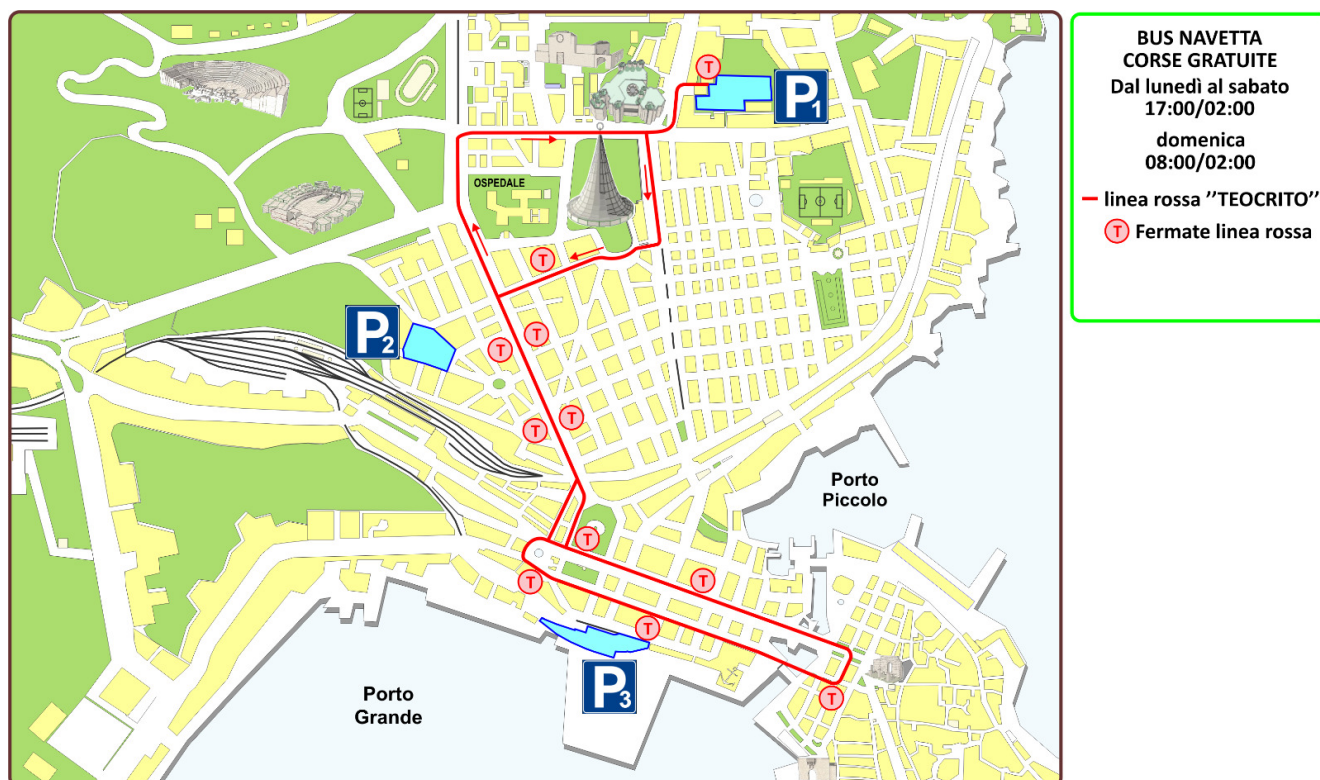 BUS NAVETTA
CORSE GRATUITE
Dal lunedì al sabato
17:00/02:00
domenica
08:00/02:00
linea rossa ’’TEOCRITO’’
T Fermate linea rossa
T
P1
OSPEDALE
T
P2
T
T
T
T
Porto
Piccolo
T
T
T
T
P3
Porto
Grande
T